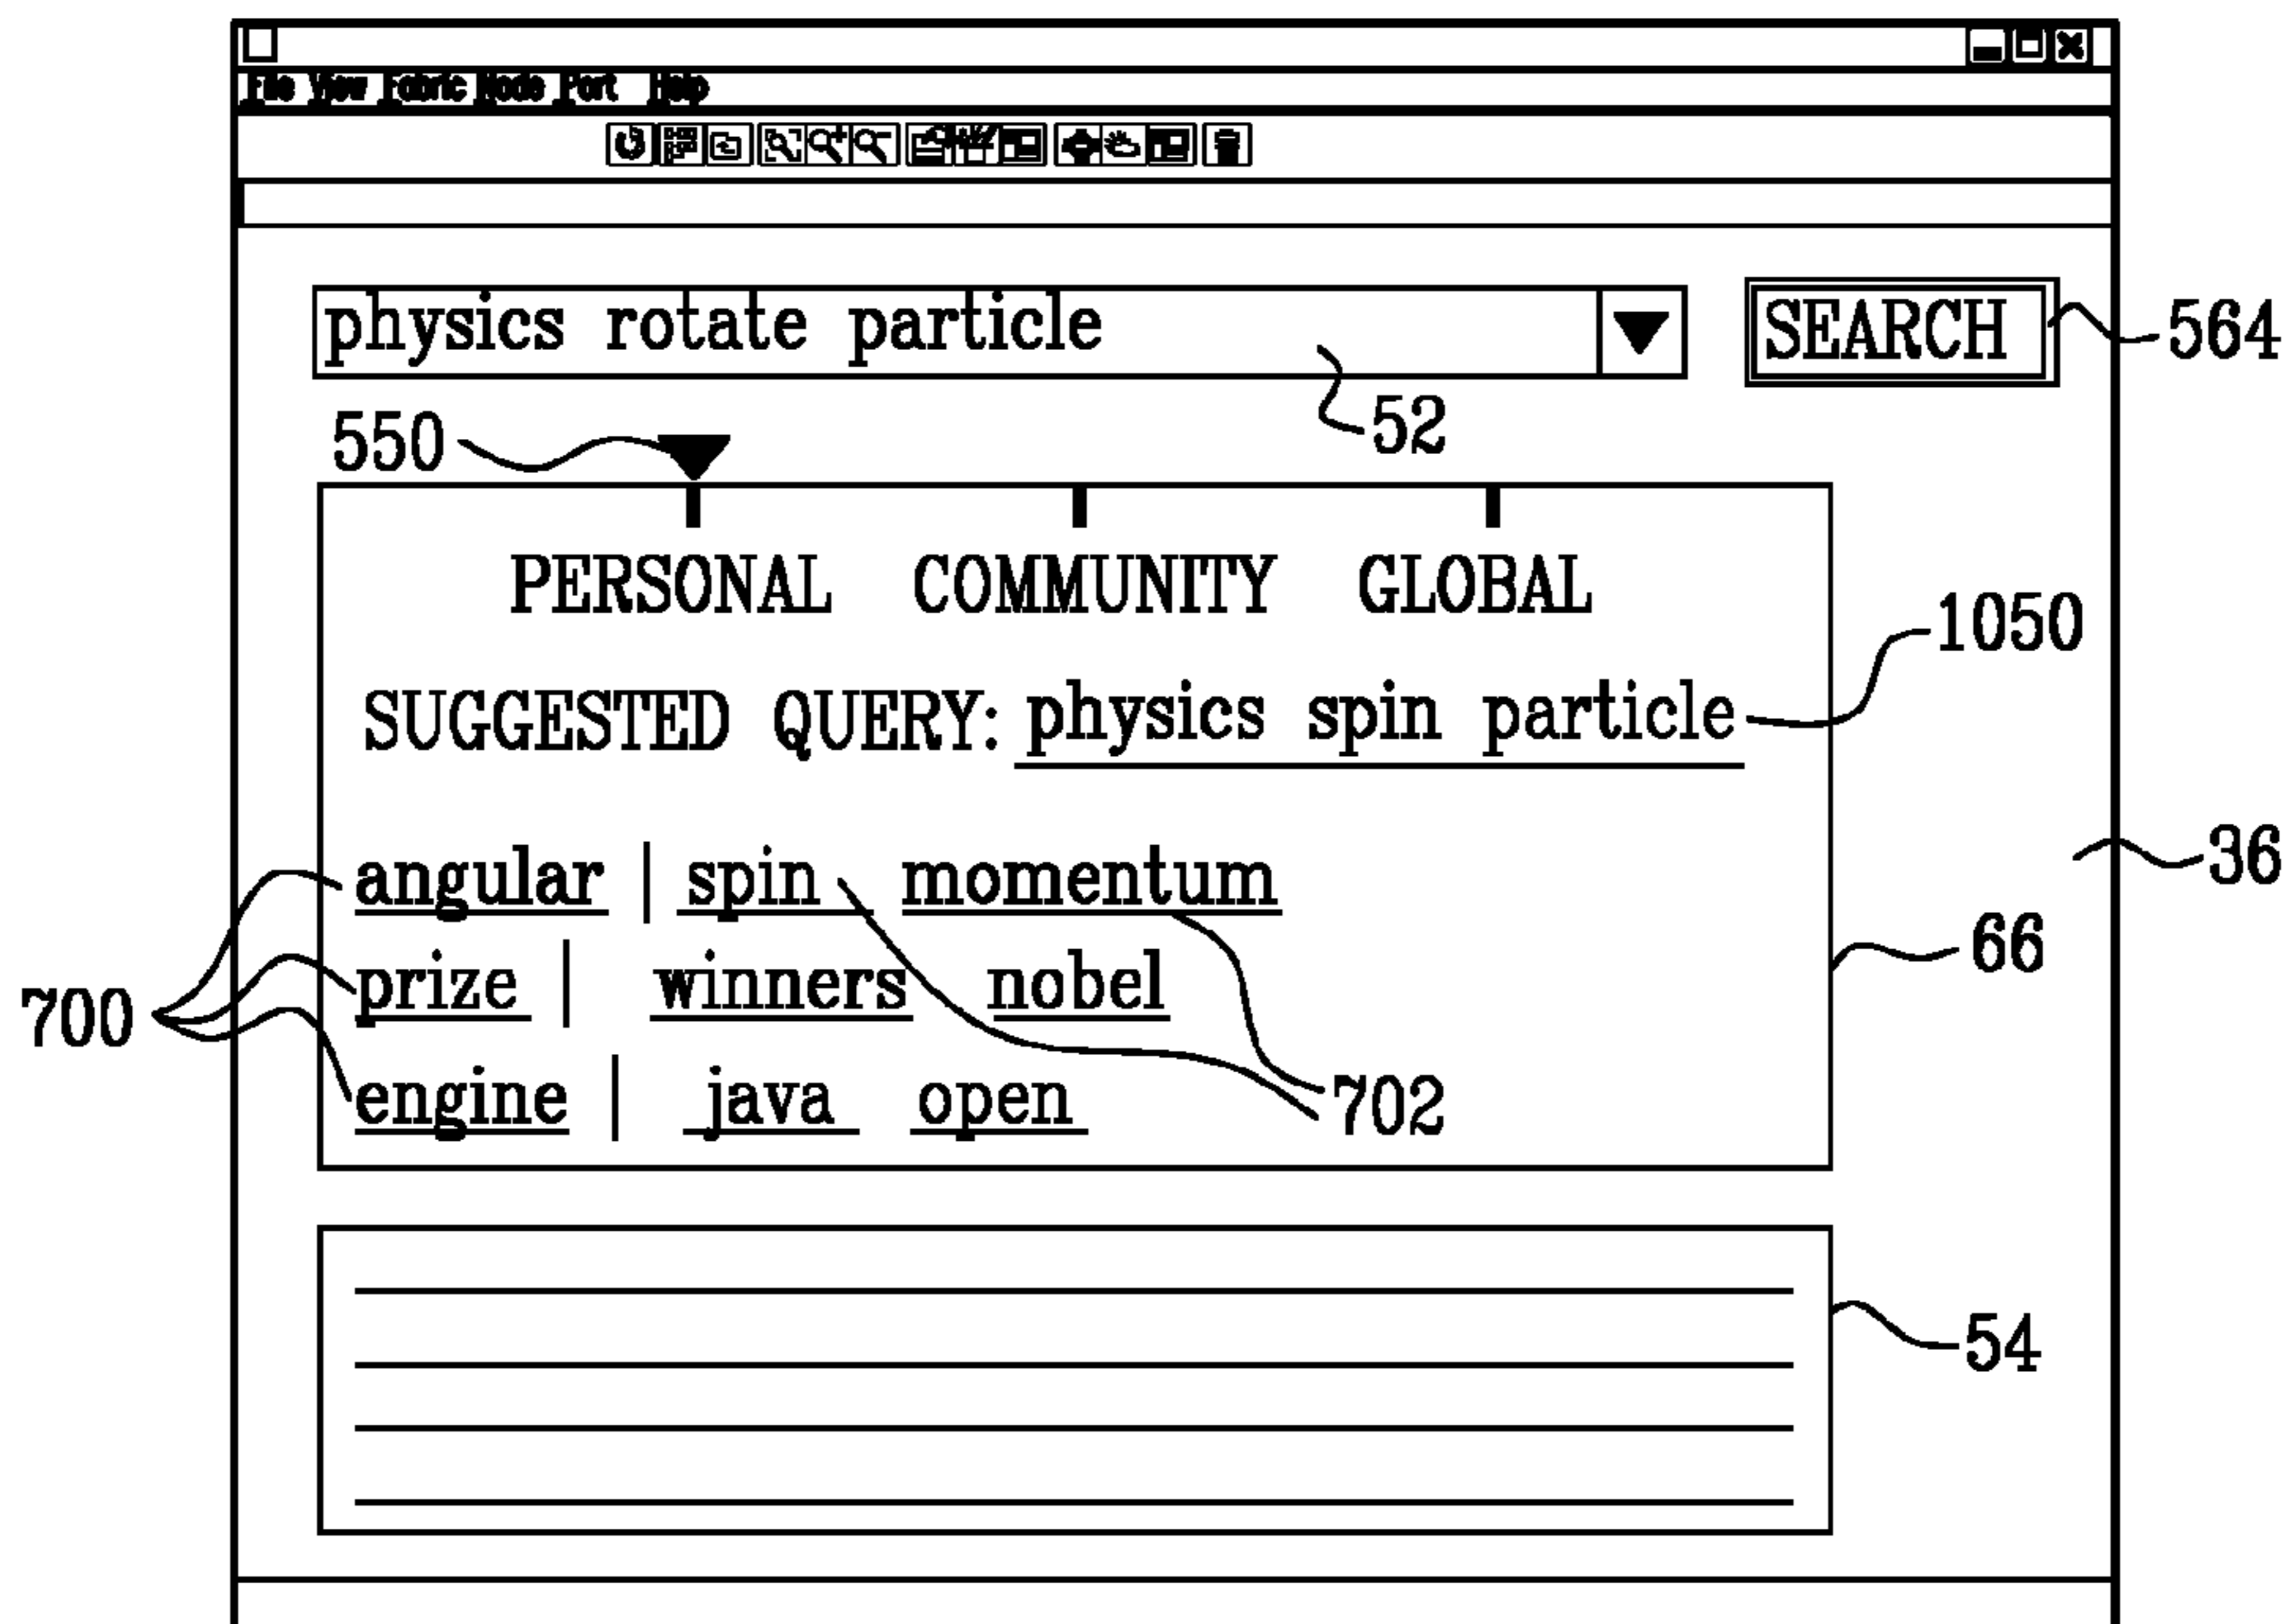 File View Fabric Node Port Help
physics rotate particle SEARCH 564
52
550
PERSONAL COMMUNITY GLOBAL
1050
SUGGESTED QUERY: physics spin particle
angular | spin momentum
36
66
prize | winners nobel
700
engine | java open
702
54